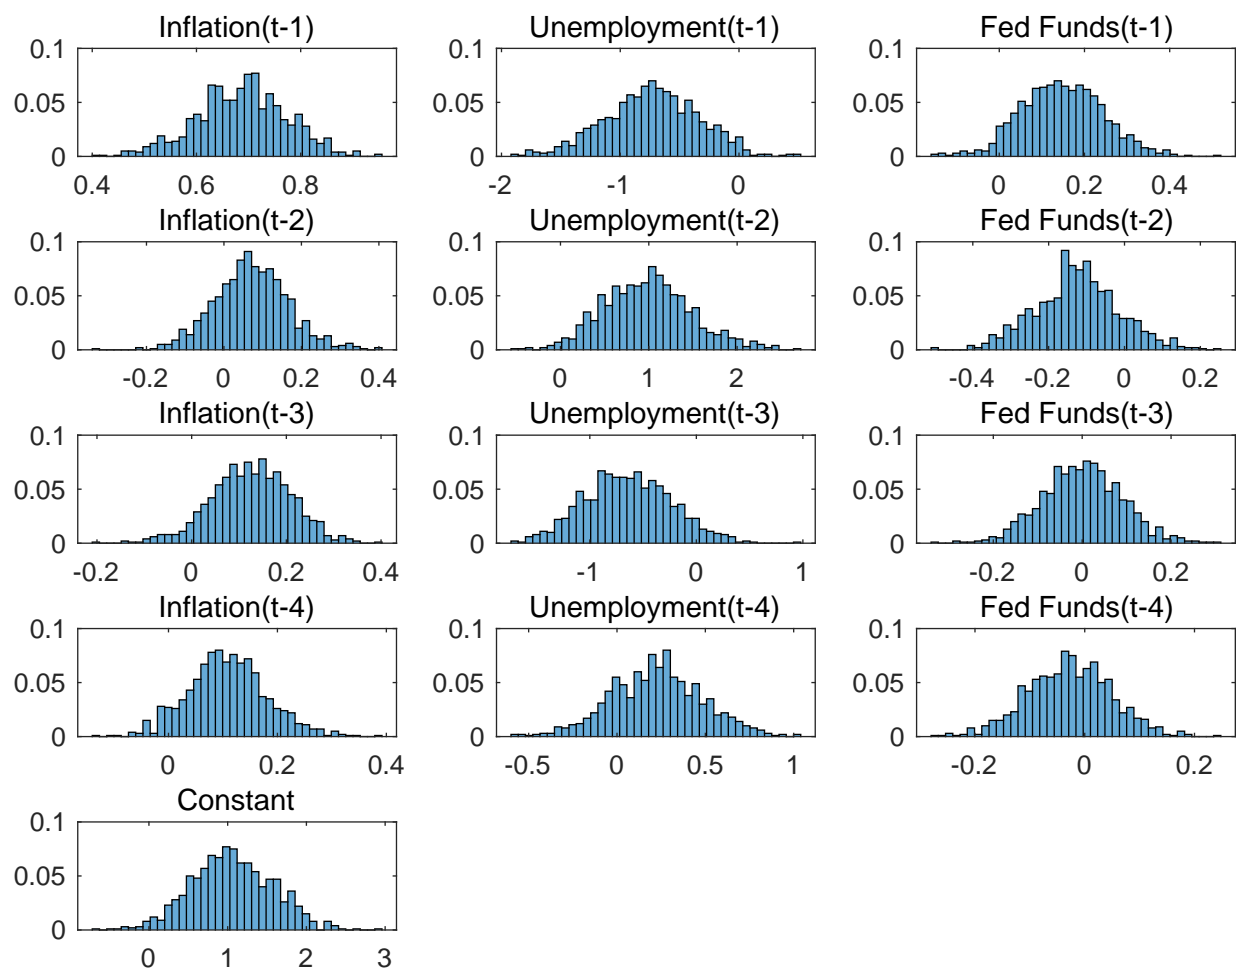 Inflation(t-1) Unemployment(t-1) Fed Funds(t-1)
0.1 0.1 0.1
0.05 0.05 0.05
0 0 0
0.4 0.6 0.8 -2 -1 0 0 0.2 0.4
Inflation(t-2) Unemployment(t-2) Fed Funds(t-2)
0.1 0.1 0.1
0.05 0.05 0.05
0 0 0
-0.2 0 0.2 0.4 0 1 2 -0.4 -0.2 0 0.2
Inflation(t-3) Unemployment(t-3) Fed Funds(t-3)
0.1 0.1 0.1
0.05 0.05 0.05
0 0 0
-0.2 0 0.2 0.4 -1 0 1 -0.2 0 0.2
Inflation(t-4) Unemployment(t-4) Fed Funds(t-4)
0.1 0.1 0.1
0.05 0.05 0.05
0 0 0
0 0.2 0.4 -0.5 0 0.5 1 -0.2 0 0.2
Constant
0.1
0.05
0
0 1 2 3